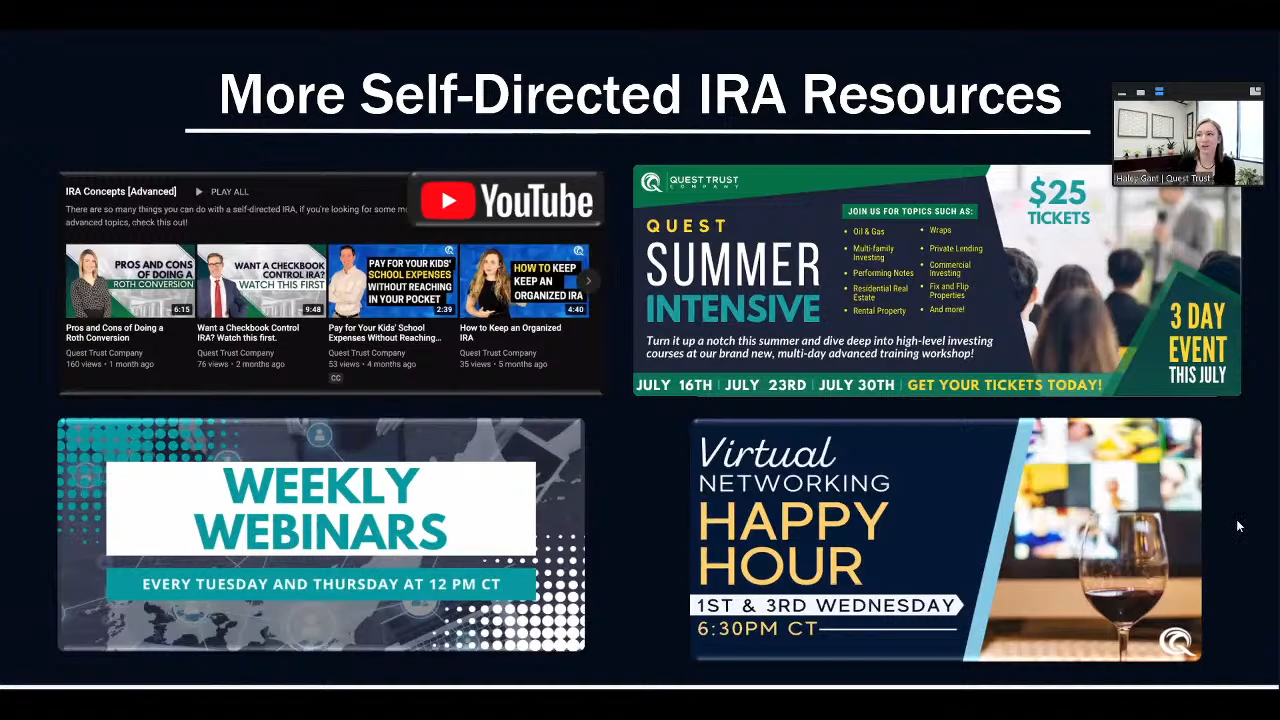 More Self-Directed IRA Resources
Haley Gant | Quest Trust
IRA Concepts [Advanced]
PLAY ALL
There are so many things you can do with a self-directed IRA, if you're looking for some m
advanced topics, check this out!
YouTube
PROS AND CONS
OF DOING A
ROTH CONVERSION
6:15
WANT A CHECKBOOK
CONTROL IRA?
WATCH THIS FIRST
9:48
PAY FOR YOUR KIDS'
SCHOOL EXPENSES
WITHOUT REACHING
IN YOUR POCKET
2:39
HOW TO KEEP
KEEP AN
ORGANIZED IRA
4:40
Pros and Cons of Doing a
Roth Conversion
Quest Trust Company
160 views • 1 month ago
Want a Checkbook Control
IRA? Watch this first.
Quest Trust Company
76 views • 2 months ago
Pay for Your Kids' School
Expenses Without Reaching...
Quest Trust Company
53 views • 4 months ago
CC
How to Keep an Organized
IRA
Quest Trust Company
35 views • 5 months ago
QUEST TRUST
COMPANY
QUEST
SUMMER
INTENSIVE
JOIN US FOR TOPICS SUCH AS:
• Oil & Gas
• Multi-family
Investing
• Performing Notes
• Residential Real
Estate
• Rental Property
• Wraps
• Private Lending
• Commercial
Investing
• Fix and Flip
Properties
• And more!
$25
TICKETS
Turn it up a notch this summer and dive deep into high-level investing
courses at our brand new, multi-day advanced training workshop!
3 DAY
EVENT
THIS JULY
JULY 16TH | JULY 23RD | JULY 30TH | GET YOUR TICKETS TODAY!
WEEKLY
WEBINARS
EVERY TUESDAY AND THURSDAY AT 12 PM CT
Virtual
NETWORKING
HAPPY
HOUR
1ST & 3RD WEDNESDAY
6:30PM CT